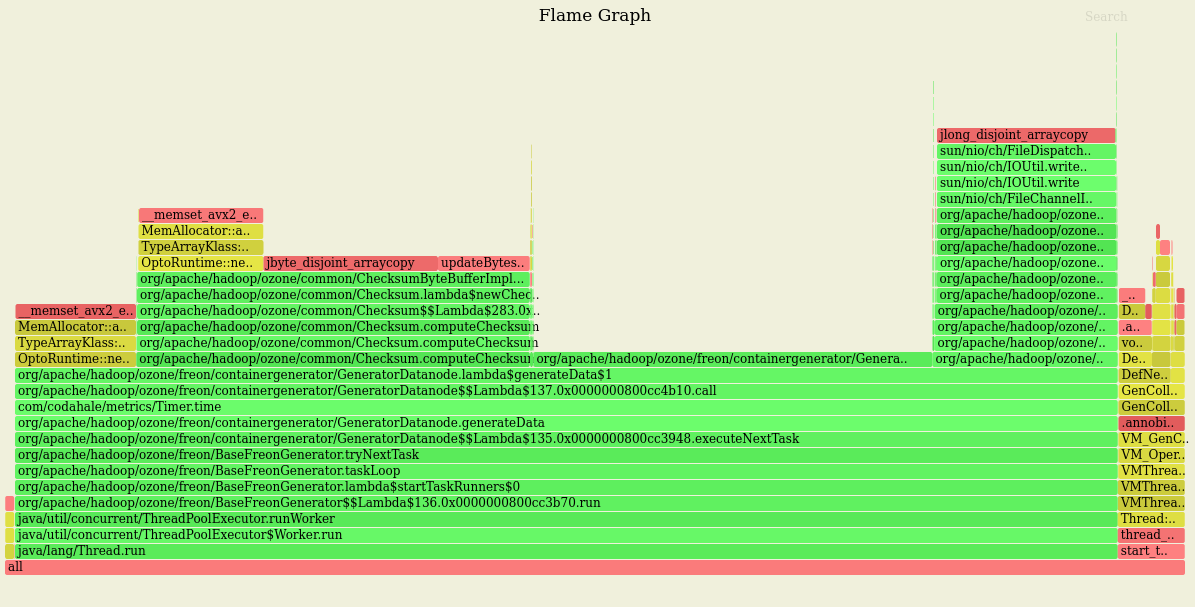 Flame Graph
Search
jlong_disjoint_arraycopy
sun/nio/ch/FileDispatch..
sun/nio/ch/IOUtil.write..
sun/nio/ch/IOUtil.write
sun/nio/ch/FileChannelI..
__memset_avx2_e.. org/apache/hadoop/ozone..
MemAllocator::a.. org/apache/hadoop/ozone..
TypeArrayKlass:.. org/apache/hadoop/ozone..
OptoRuntime::ne.. jbyte_disjoint_arraycopy updateBytes.. org/apache/hadoop/ozone..
org/apache/hadoop/ozone/common/ChecksumByteBufferImpl... org/apache/hadoop/ozone..
org/apache/hadoop/ozone/common/Checksum.lambda$newChec.. org/apache/hadoop/ozone.. _..
__memset_avx2_e.. org/apache/hadoop/ozone/common/Checksum$$Lambda$283.0x.. org/apache/hadoop/ozone/.. D..
MemAllocator::a.. org/apache/hadoop/ozone/common/Checksum.computeChecksum org/apache/hadoop/ozone/.. .a..
TypeArrayKlass:.. org/apache/hadoop/ozone/common/Checksum.computeChecksum org/apache/hadoop/ozone/.. vo..
OptoRuntime::ne.. org/apache/hadoop/ozone/common/Checksum.computeChecksum org/apache/hadoop/ozone/freon/containergenerator/Genera.. org/apache/hadoop/ozone/.. De..
org/apache/hadoop/ozone/freon/containergenerator/GeneratorDatanode.lambda$generateData$1 DefNe..
org/apache/hadoop/ozone/freon/containergenerator/GeneratorDatanode$$Lambda$137.0x0000000800cc4b10.call GenColl..
com/codahale/metrics/Timer.time GenColl..
org/apache/hadoop/ozone/freon/containergenerator/GeneratorDatanode.generateData .annobi..
org/apache/hadoop/ozone/freon/containergenerator/GeneratorDatanode$$Lambda$135.0x0000000800cc3948.executeNextTask VM_GenC..
org/apache/hadoop/ozone/freon/BaseFreonGenerator.tryNextTask VM_Oper..
org/apache/hadoop/ozone/freon/BaseFreonGenerator.taskLoop VMThrea..
org/apache/hadoop/ozone/freon/BaseFreonGenerator.lambda$startTaskRunners$0 VMThrea..
org/apache/hadoop/ozone/freon/BaseFreonGenerator$$Lambda$136.0x0000000800cc3b70.run VMThrea..
java/util/concurrent/ThreadPoolExecutor.runWorker Thread:..
java/util/concurrent/ThreadPoolExecutor$Worker.run thread_..
java/lang/Thread.run start_t..
all